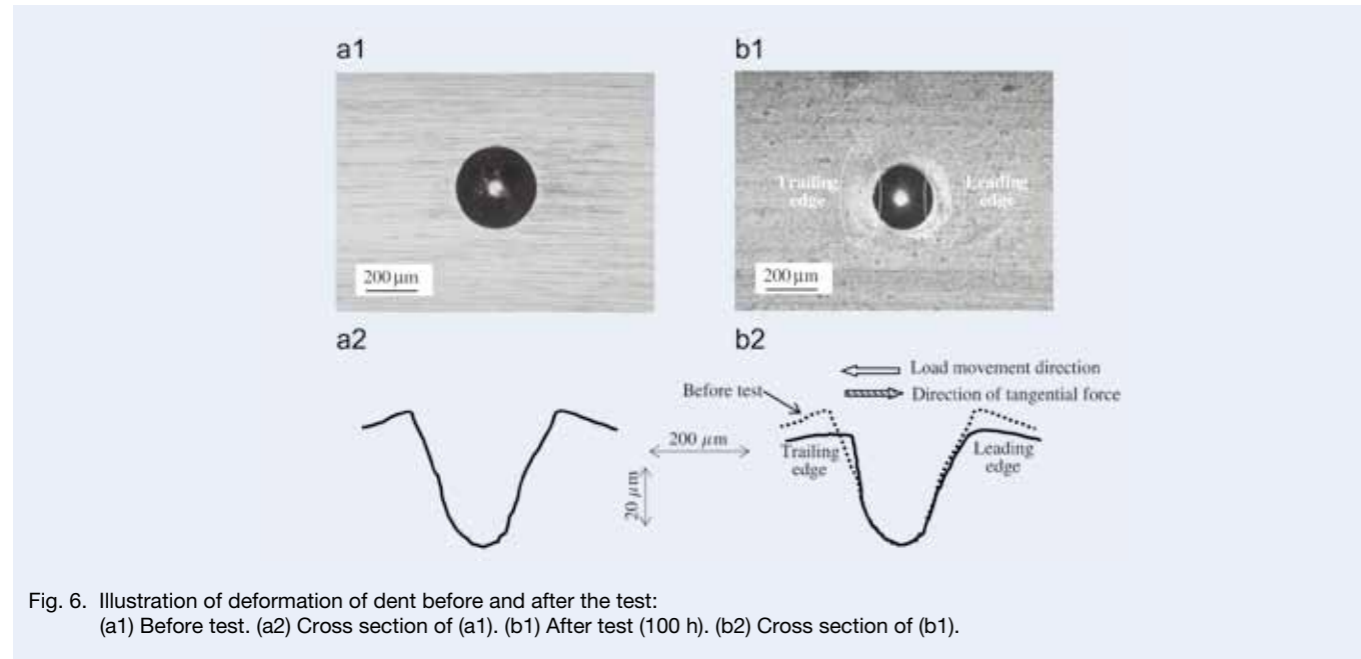 a1
b1
Trailing
edge
Leading
edge
200 μm
200 μm
a2
b2
Load movement direction
Before test
Direction of tangential force
200 μm
Trailing
edge
Leading
edge
20 μm
Fig. 6. Illustration of deformation of dent before and after the test:
(a1) Before test. (a2) Cross section of (a1). (b1) After test (100 h). (b2) Cross section of (b1).